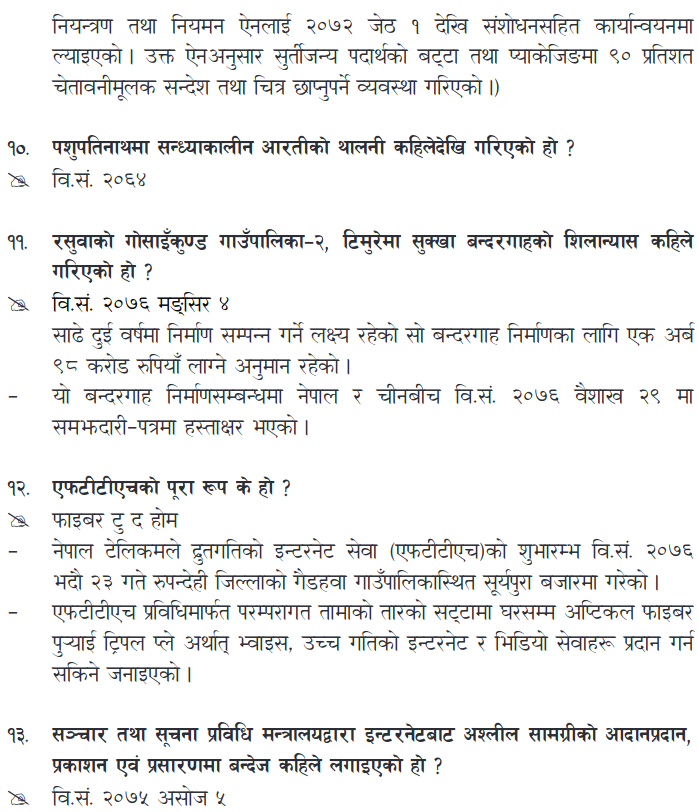 नियन्त्रण तथा नियमन ऐनलाई २०७२ जेठ १ देखि संशोधनसहित कार्यान्वयनमा
ल्याइएको । उक्त ऐनअनुसार सुर्तीजन्य पदार्थको बट्टा तथा प्याकेजिङमा ९० प्रतिशत
चेतावनीमूलक सन्देश तथा चित्र छाप्नुपर्ने व्यवस्था गरिएको ।)
१०. पशुपतिनाथमा सन्ध्याकालीन आरतीको थालनी कहिलेदेखि गरिएको हो ?
वि.सं. २०६४
११. रसुवाको गोसाइँकुण्ड गाउँपालिका–२, टिमुरेमा सुक्खा बन्दरगाहको शिलान्यास कहिले
गरिएको हो ?
वि.सं. २०७६ मङ्सिर ४
साढे दुई वर्षमा निर्माण सम्पन्न गर्ने लक्ष्य रहेको सो बन्दरगाह निर्माणका लागि एक अर्ब
९८ करोड रुपियाँ लाग्ने अनुमान रहेको ।
– यो बन्दरगाह निर्माणसम्बन्धमा नेपाल र चीनबीच वि.सं. २०७६ वैशाख २९ मा
समझदारी–पत्रमा हस्ताक्षर भएको ।
१२. एफटीटीएचको पूरा रूप के हो ?
फाइबर टु द होम
– नेपाल टेलिकमले द्रुतगतिको इन्टरनेट सेवा (एफटीटीएच)को शुभारम्भ वि.सं. २०७६
भदौ २३ गते रुपन्देही जिल्लाको गैडहवा गाउँपालिकास्थित सूर्यपुरा बजारमा गरेको ।
– एफटीटीएच प्रविधिमार्फत परम्परागत तामाको तारको सट्टामा घरसम्म अप्टिकल फाइबर
पुऱ्याई ट्रिपल प्ले अर्थात् भ्वाइस, उच्च गतिको इन्टरनेट र भिडियो सेवाहरू प्रदान गर्न
सकिने जनाइएको ।
१३. सञ्चार तथा सूचना प्रविधि मन्त्रालयद्वारा इन्टरनेटबाट अश्लील सामग्रीको आदानप्रदान,
प्रकाशन एवं प्रसारणमा बन्देज कहिले लगाइएको हो ?
वि.सं. २०७५ असोज ५